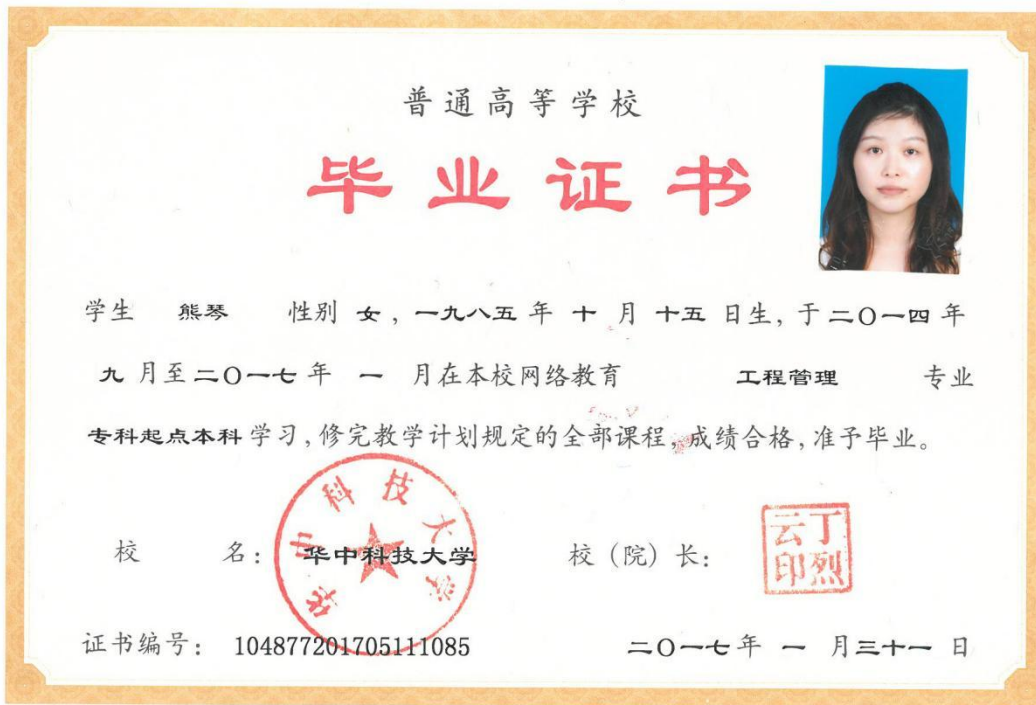 普通高等学校
毕业证书
学生 熊琴 性别 女，一九八五 年 十 月 十五 日生，于二〇一四 年
九 月至二〇一七 年 一 月在本校网络教育 工程管理 专业
专科起点本科 学习，修完教学计划规定的全部课程，成绩合格，准予毕业。
华中科技大学
校 名： 华中科技大学 校（院）长： 丁烈云印
证书编号： 104877201705111085 二〇一七 年 一 月三十一 日